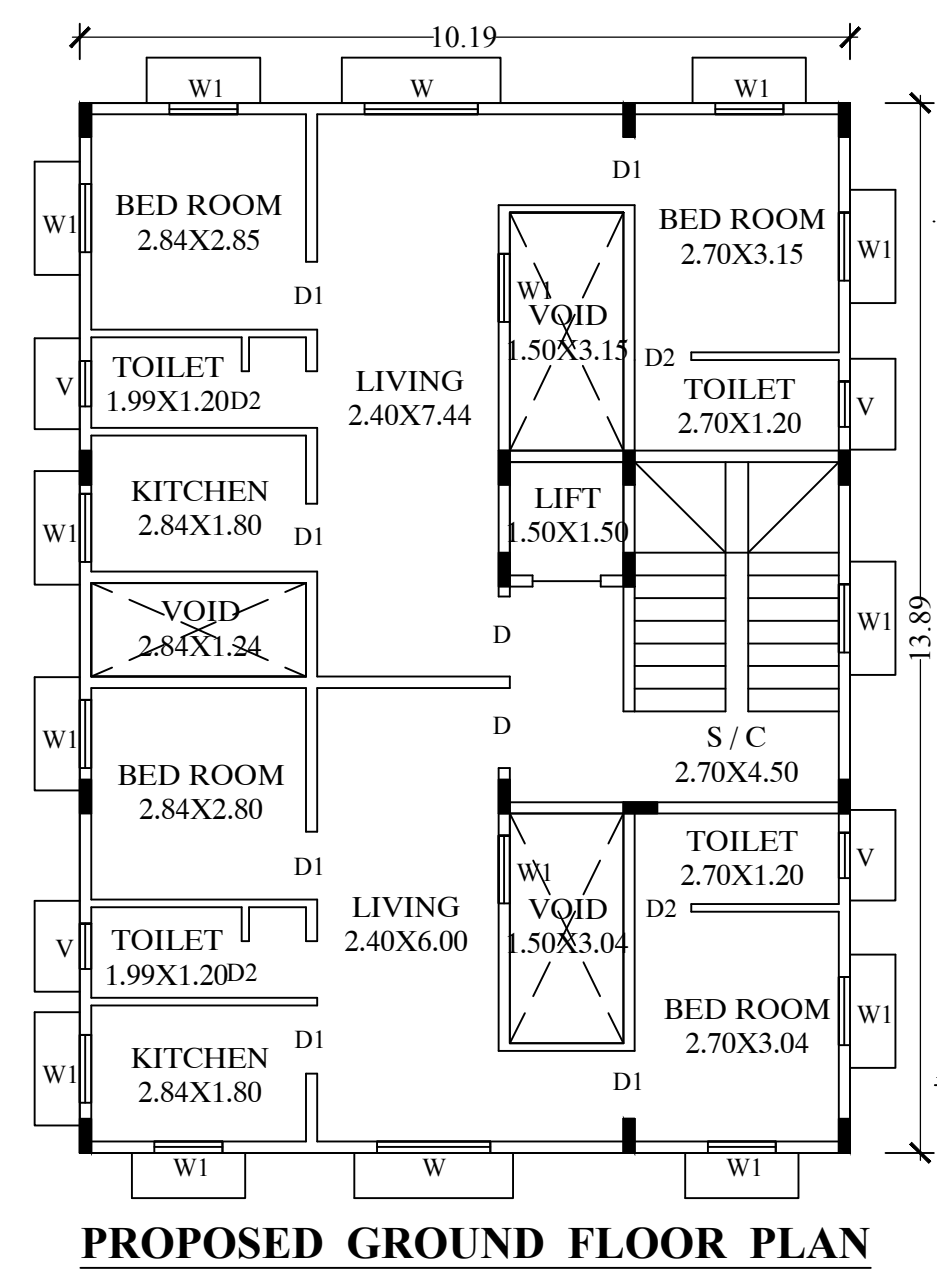 10.19
W1
W
W1
D1
BED ROOM
2.84X2.85
W1
BED ROOM
2.70X3.15
W1
D1
W1
VOID
1.50X3.15
TOILET
1.99X1.20
D2
V
LIVING
2.40X7.44
D2
TOILET
2.70X1.20
V
KITCHEN
2.84X1.80
W1
D1
LIFT
1.50X1.50
VOID
2.84X1.24
D
W1
13.89
D
W1
S / C
2.70X4.50
BED ROOM
2.84X2.80
D1
TOILET
2.70X1.20
V
W1
VOID
1.50X3.04
D2
LIVING
2.40X6.00
TOILET
1.99X1.20
D2
V
BED ROOM
2.70X3.04
W1
D1
KITCHEN
2.84X1.80
W1
D1
W1
W
W1
PROPOSED GROUND FLOOR PLAN